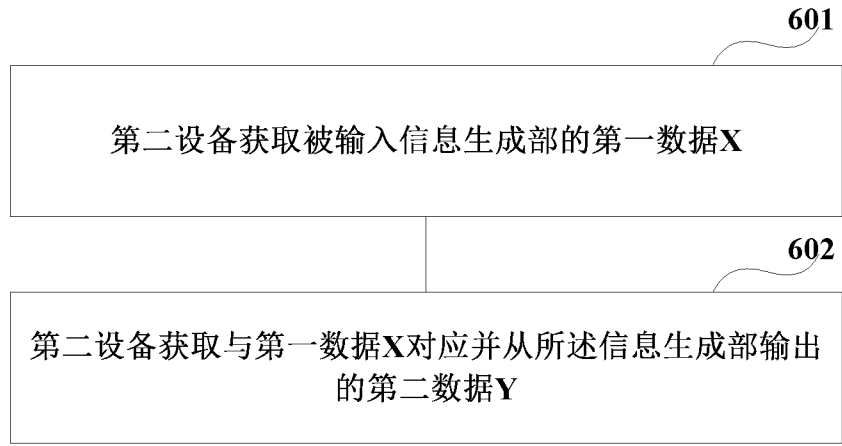 601
第二设备获取被输入信息生成部的第一数据X
602
第二设备获取与第一数据X对应并从所述信息生成部输出
的第二数据Y